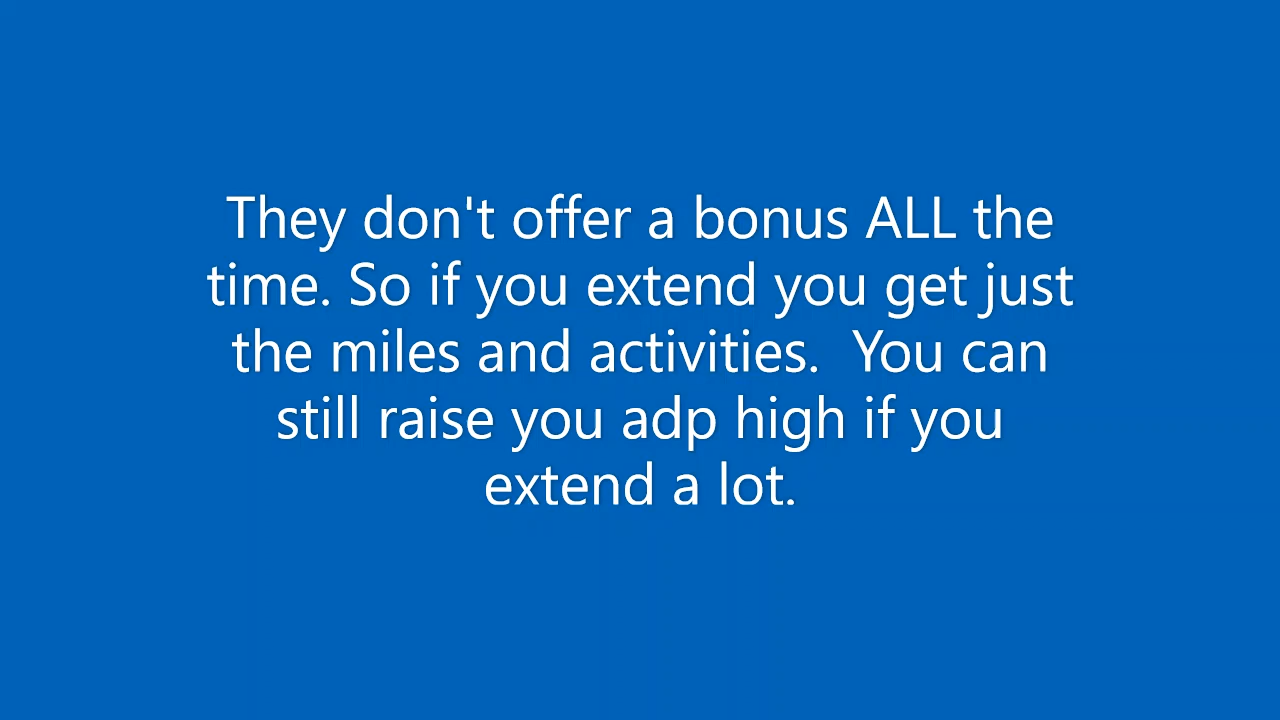 They don't offer a bonus ALL the
time. So if you extend you get just
the miles and activities.  You can
still raise you adp high if you
extend a lot.